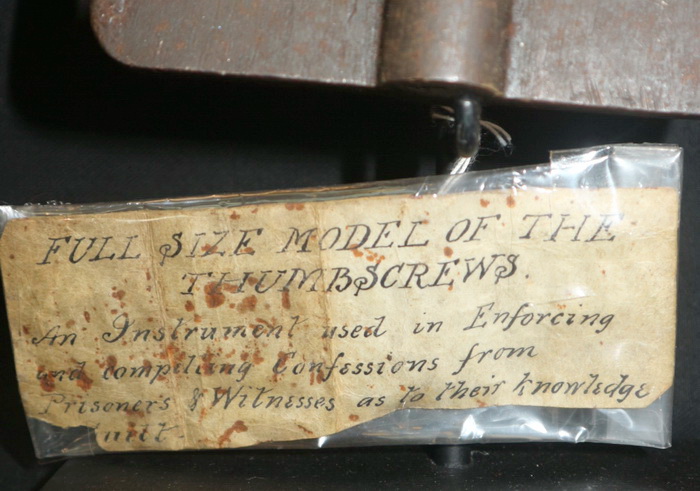 FULL SIZE MODEL OF THE
THUMBSCREWS.
An Instrument used in Enforcing
and compelling Confessions from
Prisoners & Witnesses as to their knowledge